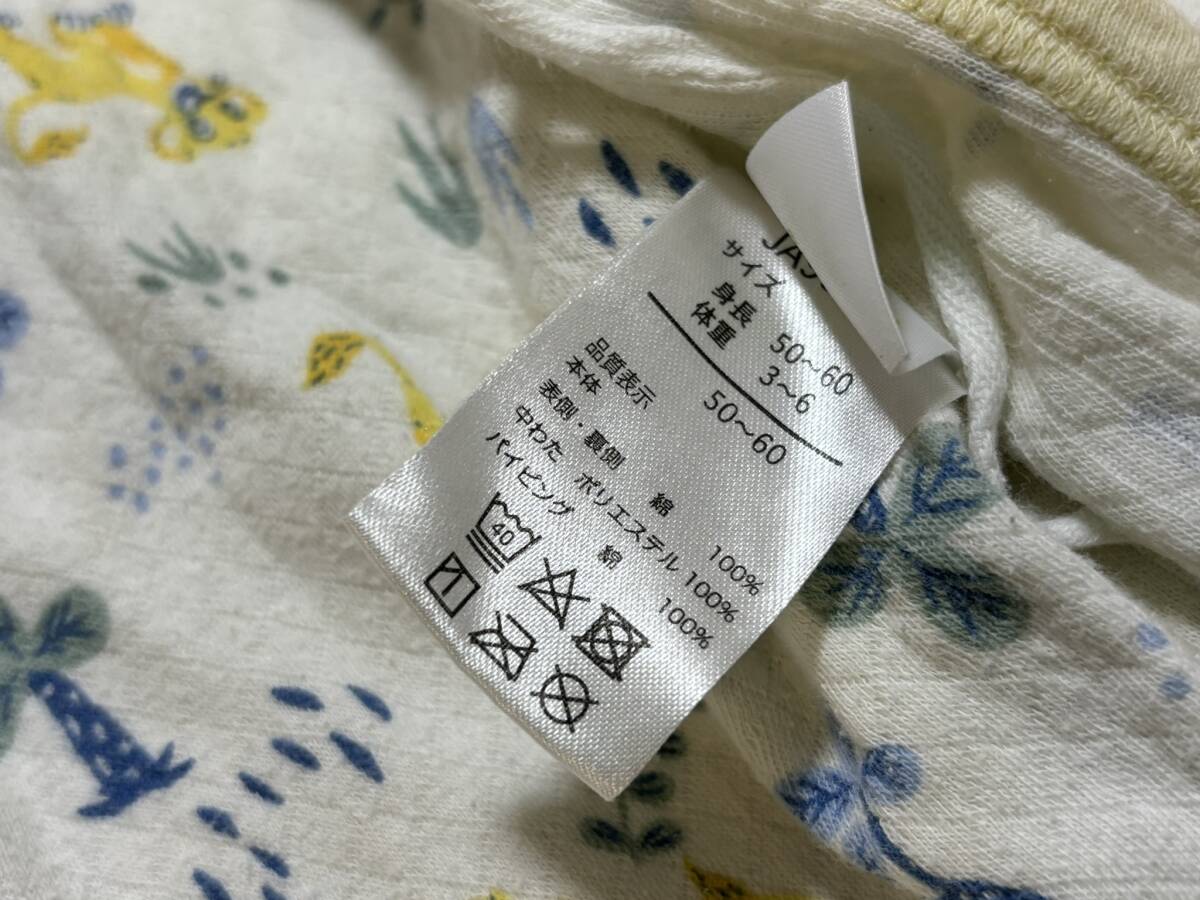 サイズ
身長 50~60
体重 3~6
50~60
品質表示
本体
表側・裏側 綿 100%
中わた ポリエステル 100%
パイピング 綿 100%
40